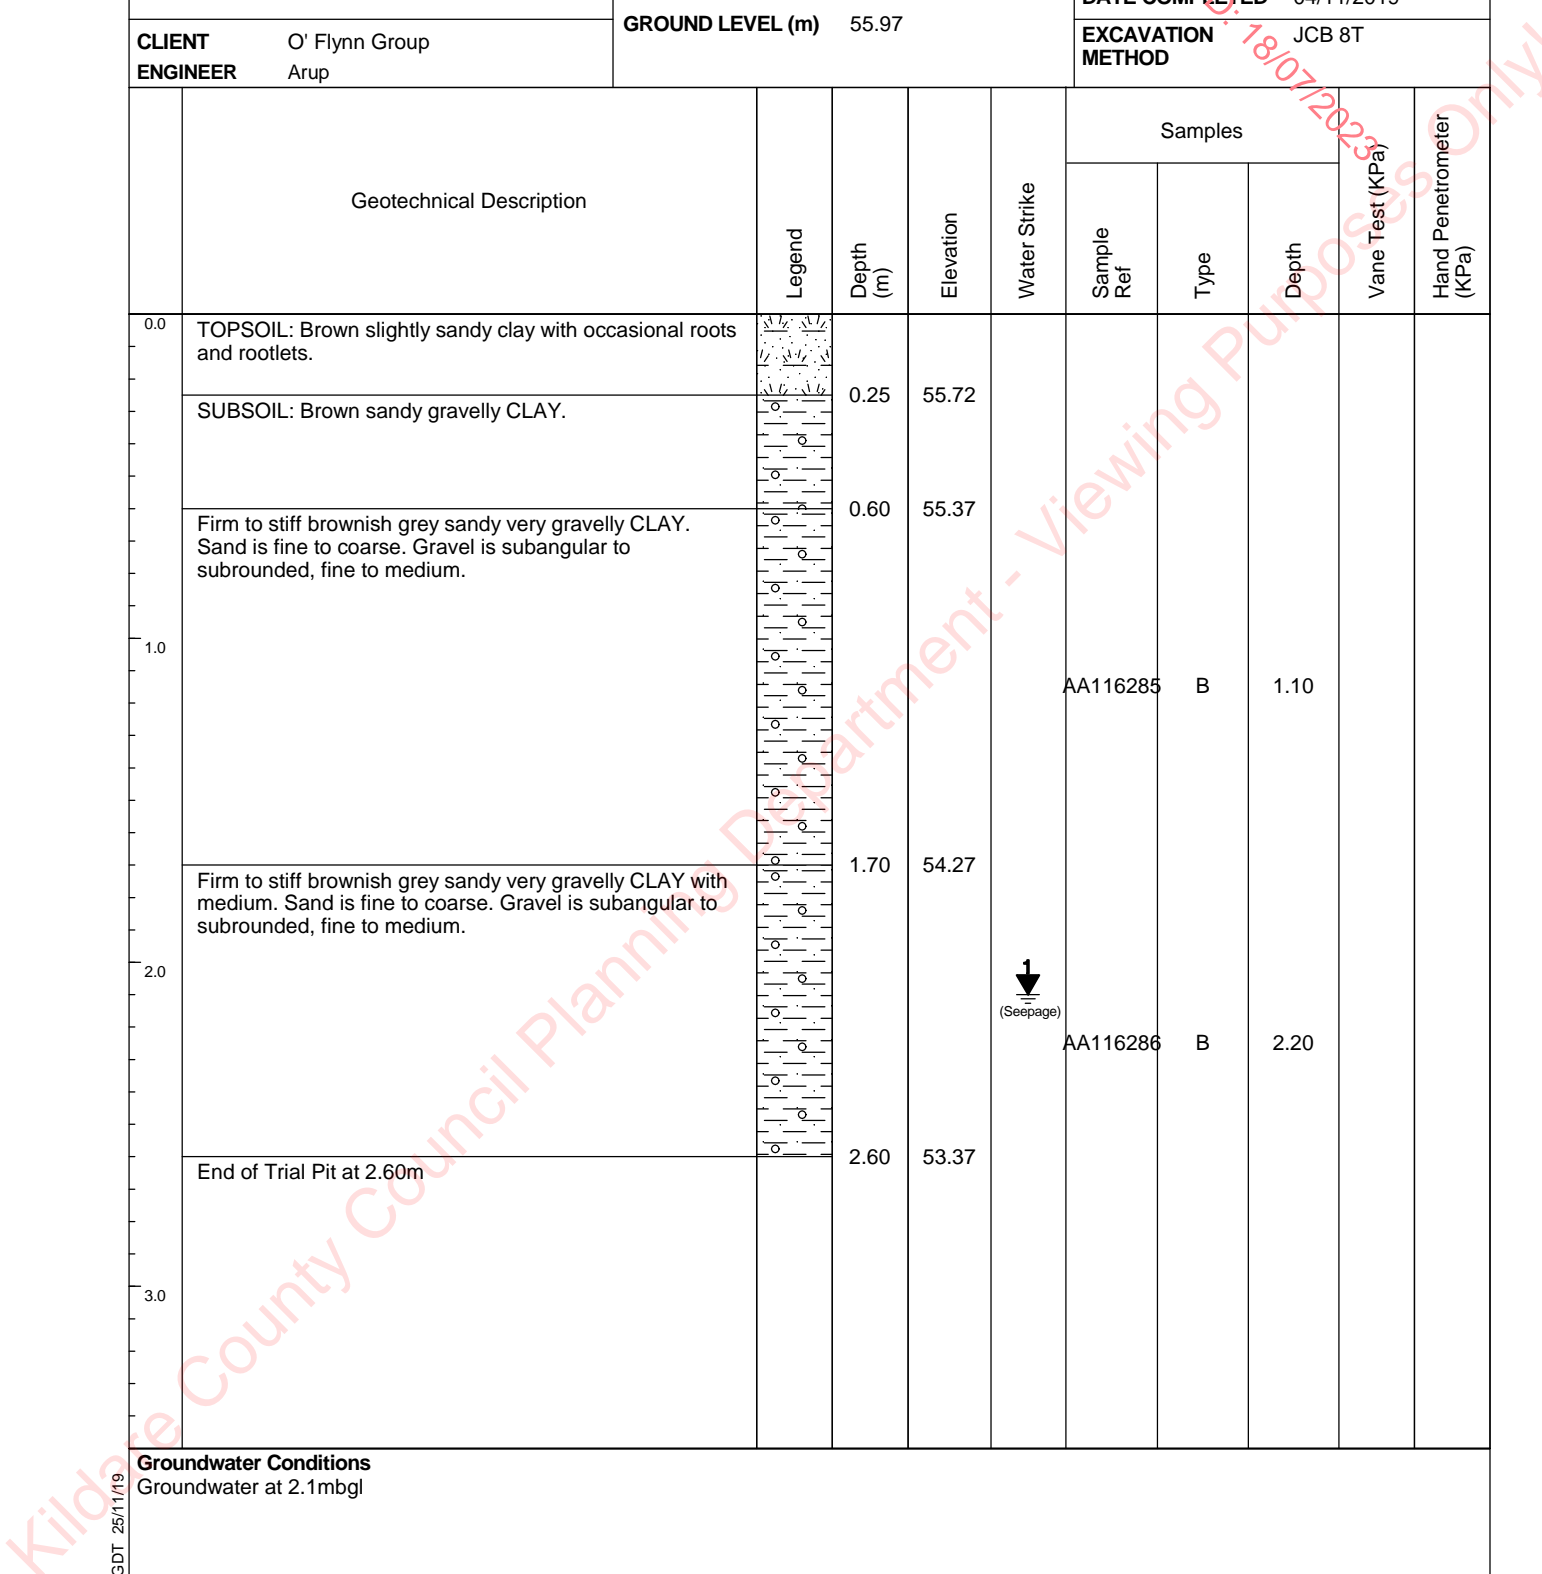 DATE COMPLETED 04/11/2019
GROUND LEVEL (m) 55.97
CLIENT O' Flynn Group
ENGINEER Arup
EXCAVATION METHOD JCB 8T
Geotechnical Description
Legend
Depth (m)
Elevation
Water Strike
Samples
Sample Ref
Type
Depth
Vane Test (KPa)
Hand Penetrometer (KPa)
0.0
TOPSOIL: Brown slightly sandy clay with occasional roots
and rootlets.
0.25 55.72
SUBSOIL: Brown sandy gravelly CLAY.
0.60 55.37
Firm to stiff brownish grey sandy very gravelly CLAY.
Sand is fine to coarse. Gravel is subangular to
subrounded, fine to medium.
1.0
AA116285 B 1.10
1.70 54.27
Firm to stiff brownish grey sandy very gravelly CLAY with
medium. Sand is fine to coarse. Gravel is subangular to
subrounded, fine to medium.
2.0
1
(Seepage)
AA116286 B 2.20
2.60 53.37
End of Trial Pit at 2.60m
3.0
Groundwater Conditions
Groundwater at 2.1mbgl
GDT 25/11/19
Kildare County Council Planning Department - Viewing Purposes Only!
D: 18/07/2023